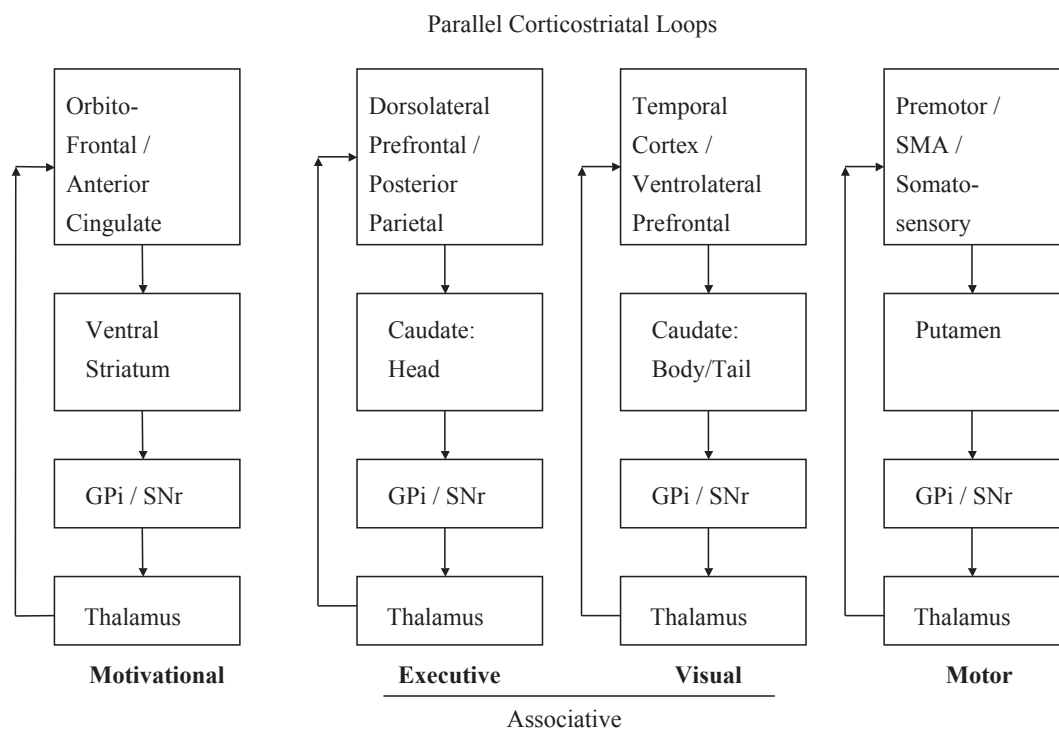 Parallel Corticostriatal Loops
Orbito-
Frontal /
Anterior
Cingulate
Dorsolateral
Prefrontal /
Posterior
Parietal
Temporal
Cortex /
Ventrolateral
Prefrontal
Premotor /
SMA /
Somato-
sensory
Ventral
Striatum
Caudate:
Head
Caudate:
Body/Tail
Putamen
GPi / SNr
GPi / SNr
GPi / SNr
GPi / SNr
Thalamus
Thalamus
Thalamus
Thalamus
Motivational
Executive
Visual
Motor
Associative